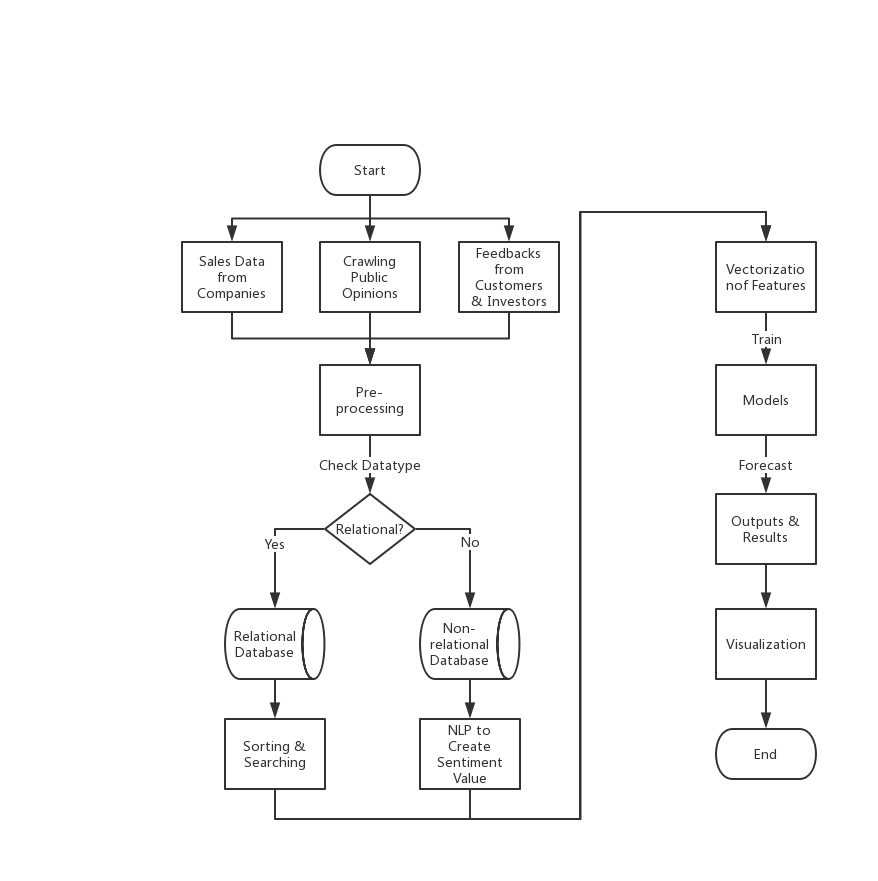 Start
Sales Data
from
Companies
Crawling
Public
Opinions
Feedbacks
from
Customers
& Investors
Pre-
processing
Check Datatype
Relational?
Yes
No
Relational
Database
Non-
relational
Database
Sorting &
Searching
NLP to
Create
Sentiment
Value
Vectorizatio
nof Features
Train
Models
Forecast
Outputs &
Results
Visualization
End